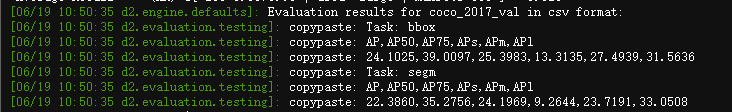 [06/19 10:50:35 d2.engine.defaults]: Evaluation results for coco_2017_val in csv format:
[06/19 10:50:35 d2.evaluation.testing]: copypaste: Task: bbox
[06/19 10:50:35 d2.evaluation.testing]: copypaste: AP,AP50,AP75,APs,APm,APl
[06/19 10:50:35 d2.evaluation.testing]: copypaste: 24.1025,39.0097,25.3983,13.3135,27.4939,31.5636
[06/19 10:50:35 d2.evaluation.testing]: copypaste: Task: segm
[06/19 10:50:35 d2.evaluation.testing]: copypaste: AP,AP50,AP75,APs,APm,APl
[06/19 10:50:35 d2.evaluation.testing]: copypaste: 22.3860,35.2756,24.1969,9.2644,23.7191,33.0508